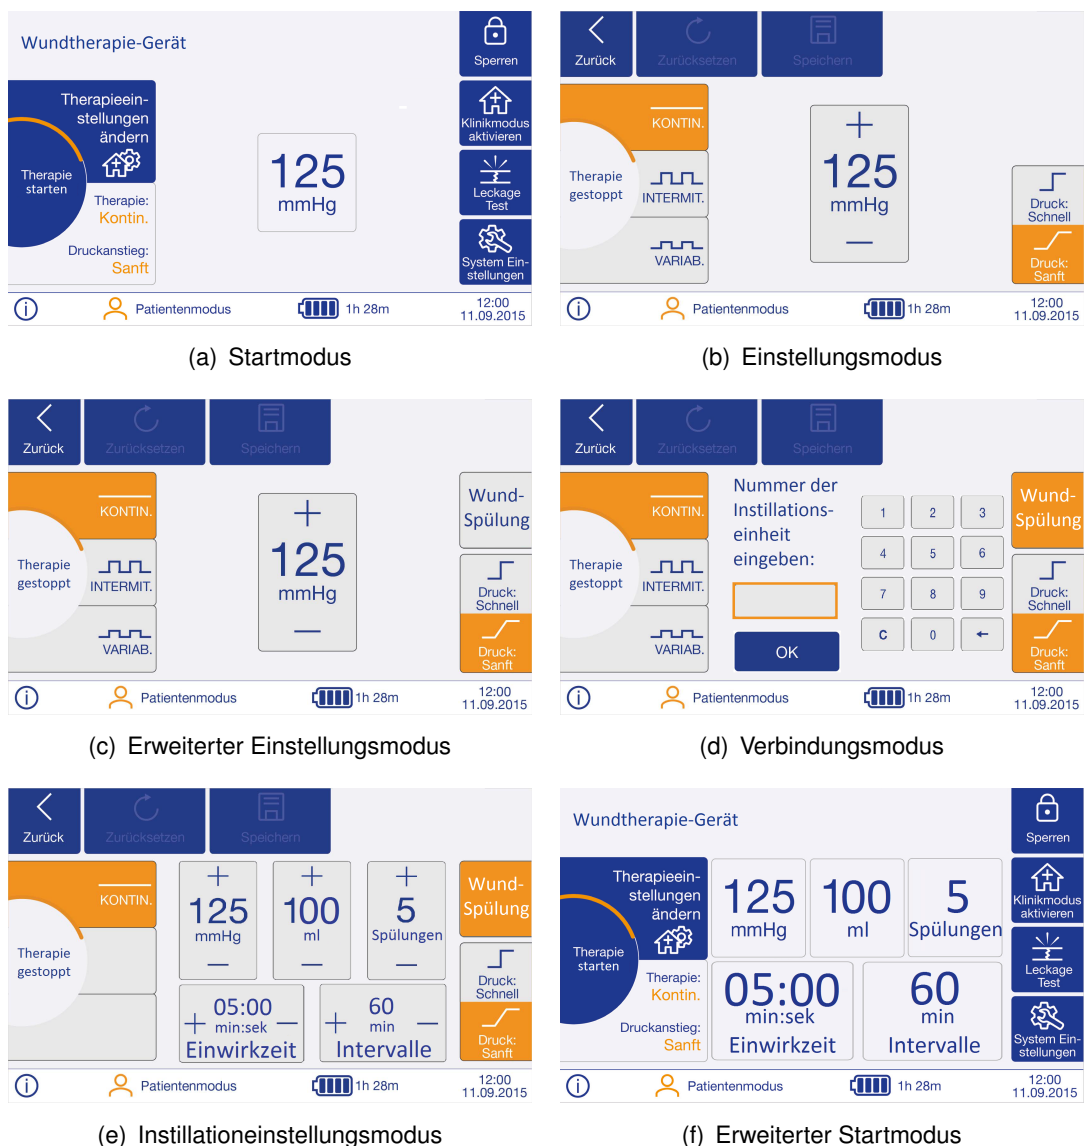 Wundtherapie-Gerät
Sperren
Therapieein-
stellungen
ändern
Klinikmodus
aktivieren
Therapie
starten
125
mmHg
Leckage
Test
Therapie:
Kontin.
Druckanstieg:
Sanft
System Ein-
stellungen
i Patientenmodus 1h 28m 12:00
11.09.2015
(a) Startmodus
Zurück Zurücksetzen Speichern
KONTIN.
Therapie
gestoppt
INTERMIT.
VARIAB.
+
125
mmHg
—
Druck:
Schnell
Druck:
Sanft
i Patientenmodus 1h 28m 12:00
11.09.2015
(b) Einstellungsmodus
Zurück Zurücksetzen Speichern
KONTIN.
Therapie
gestoppt
INTERMIT.
VARIAB.
+
125
mmHg
—
Wund-
Spülung
Druck:
Schnell
Druck:
Sanft
i Patientenmodus 1h 28m 12:00
11.09.2015
(c) Erweiterter Einstellungsmodus
Zurück Zurücksetzen Speichern
KONTIN.
Therapie
gestoppt
INTERMIT.
VARIAB.
Nummer der
Instillations-
einheit
eingeben:
OK
1 2 3
4 5 6
7 8 9
C 0 ←
Wund-
Spülung
Druck:
Schnell
Druck:
Sanft
i Patientenmodus 1h 28m 12:00
11.09.2015
(d) Verbindungsmodus
Zurück Zurücksetzen Speichern
KONTIN.
Therapie
gestoppt
+ + +
125 100 5
mmHg ml Spülungen
— — —
05:00 60
+ min:sek — + min —
Einwirkzeit Intervalle
Wund-
Spülung
Druck:
Schnell
Druck:
Sanft
i Patientenmodus 1h 28m 12:00
11.09.2015
(e) Instillationeinstellungsmodus
Wundtherapie-Gerät
Sperren
Therapieein-
stellungen
ändern
Klinikmodus
aktivieren
Therapie
starten
125 100 5
mmHg ml Spülungen
Leckage
Test
Therapie:
Kontin.
Druckanstieg:
Sanft
05:00 60
min:sek min
Einwirkzeit Intervalle
System Ein-
stellungen
i Patientenmodus 1h 28m 12:00
11.09.2015
(f) Erweiterter Startmodus